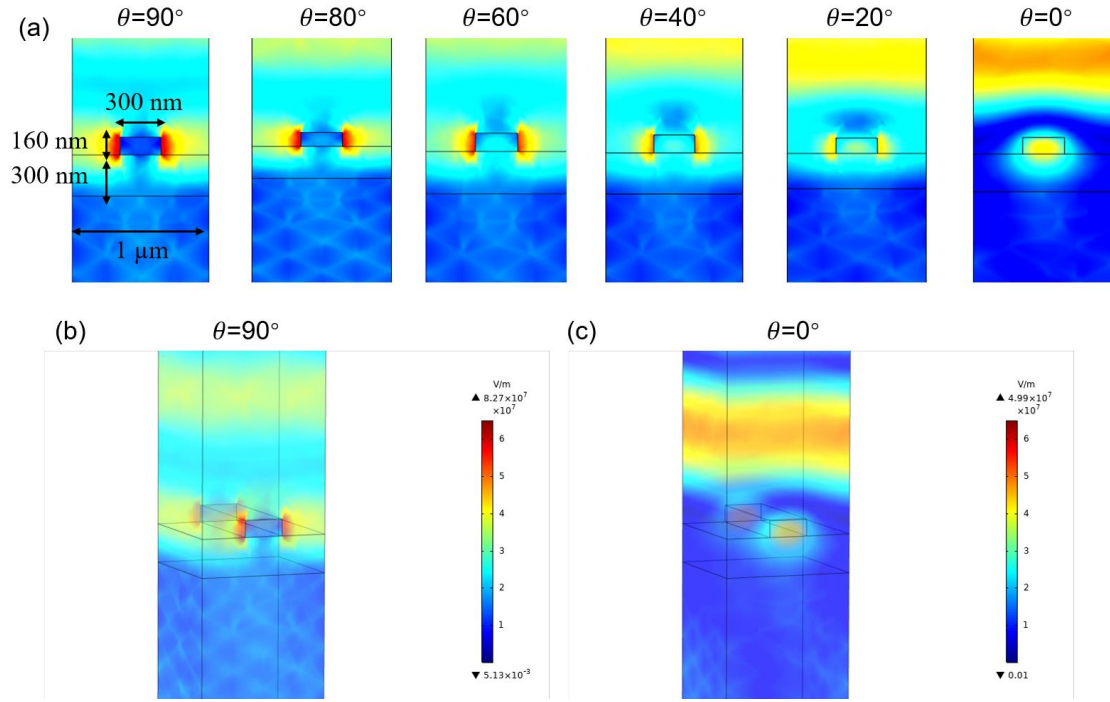 (a)
θ=90° θ=80° θ=60° θ=40° θ=20° θ=0°
300 nm
160 nm
300 nm
1 µm
(b) θ=90° (c) θ=0°
V/m V/m
▲ 8.27×10⁷ ▲ 4.99×10⁷
×10⁷ ×10⁷
6 6
5 5
4 4
3 3
2 2
1 1
▼ 5.13×10⁻³ ▼ 0.01